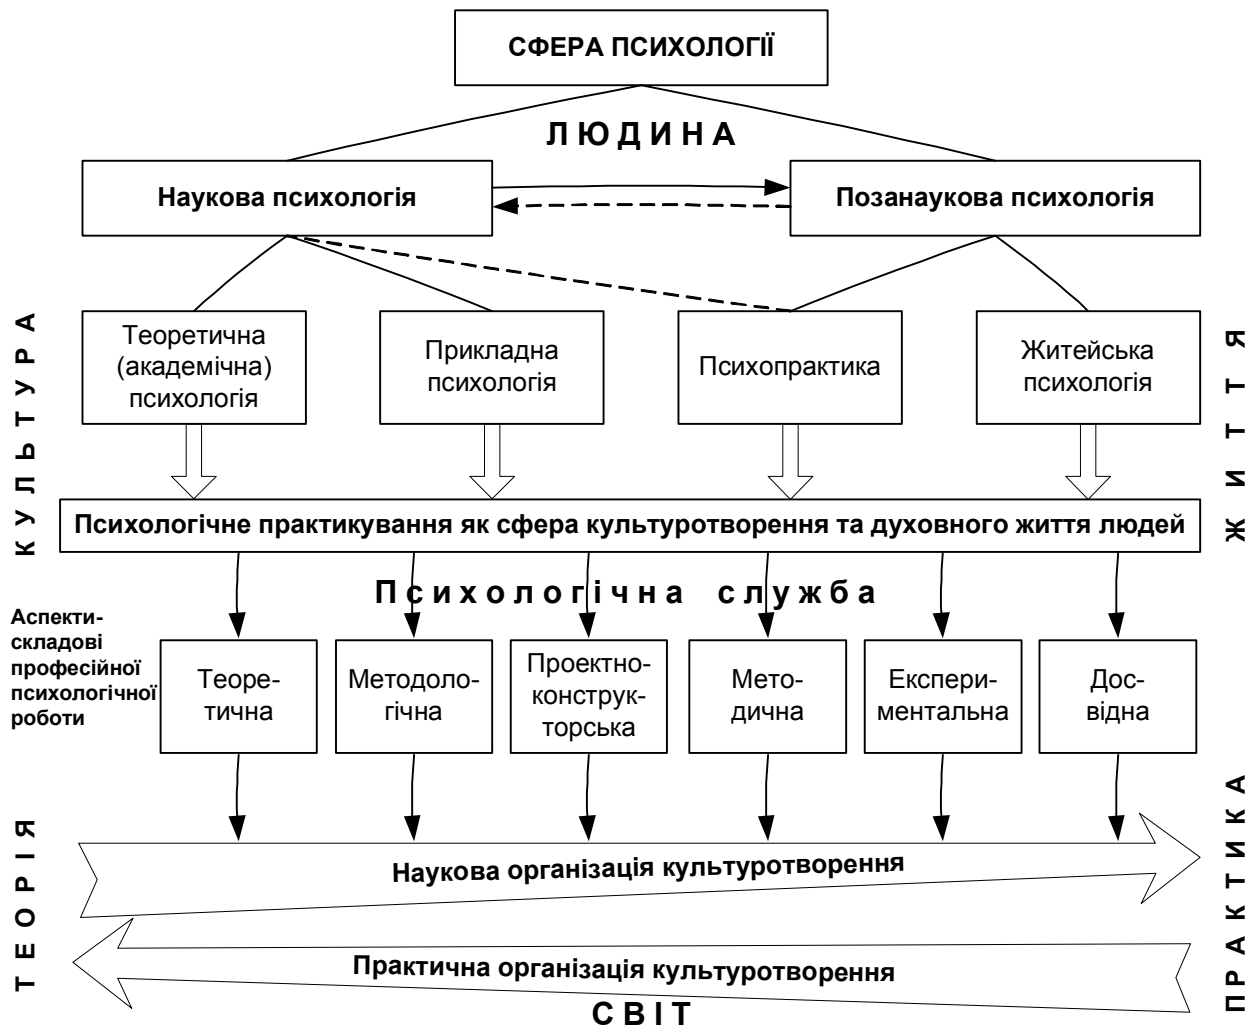 СФЕРА ПСИХОЛОГІЇ
ЛЮДИНА
Наукова психологія
Позанаукова психологія
КУЛЬТУРА
ЖИТТЯ
Теоретична
(академічна)
психологія
Прикладна
психологія
Психопрактика
Житейська
психологія
Психологічне практикування як сфера культуротворення та духовного життя людей
Психологічна служба
Аспекти-
складові
професійної
психологічної
роботи
Теоре-
тична
Методоло-
гічна
Проектно-
конструк-
торська
Мето-
дична
Експери-
ментальна
Дос-
відна
ТЕОРІЯ
ПРАКТИКА
Наукова організація культуротворення
Практична організація культуротворення
СВІТ